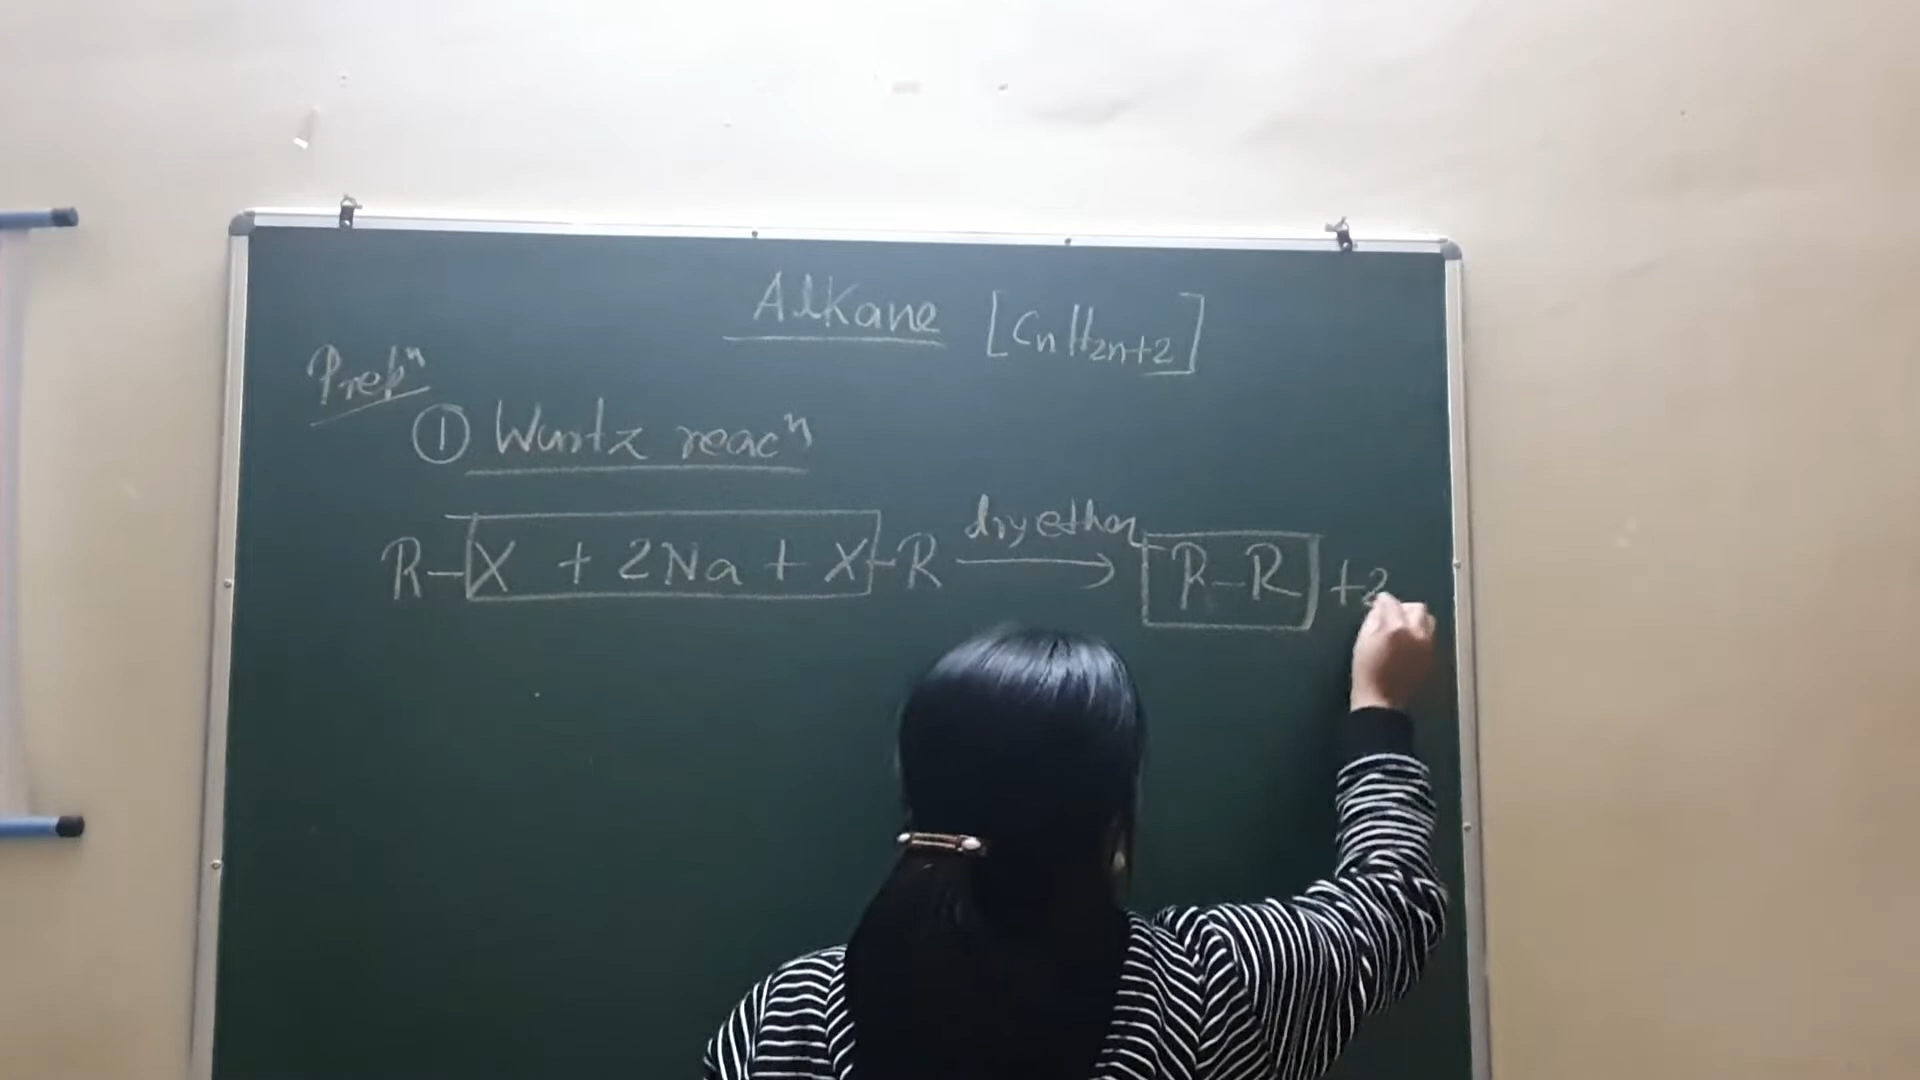 Alkane [CnH2n+2]
Prepⁿ
① Wurtz reacⁿ
R-X + 2Na + X-R dry ether → R-R +2